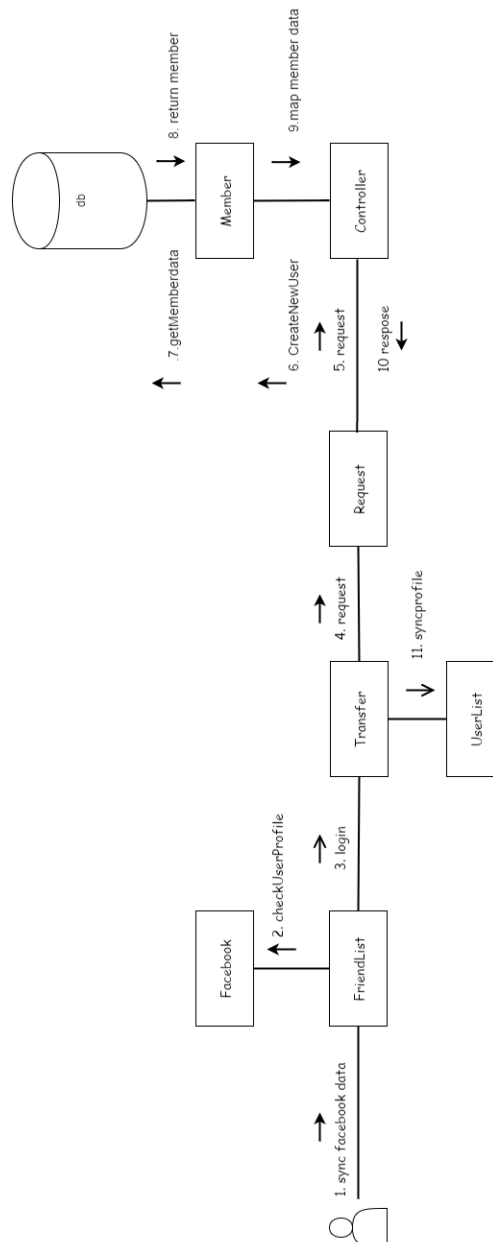 1. sync facebook data
FriendList
2. checkUserProfile
Facebook
3. login
Transfer
4. request
Request
5. request
Controller
6. CreateNewUser
Member
.7.getMemberdata
db
8. return member
9.map member data
10 respose
11. syncprofile
UserList